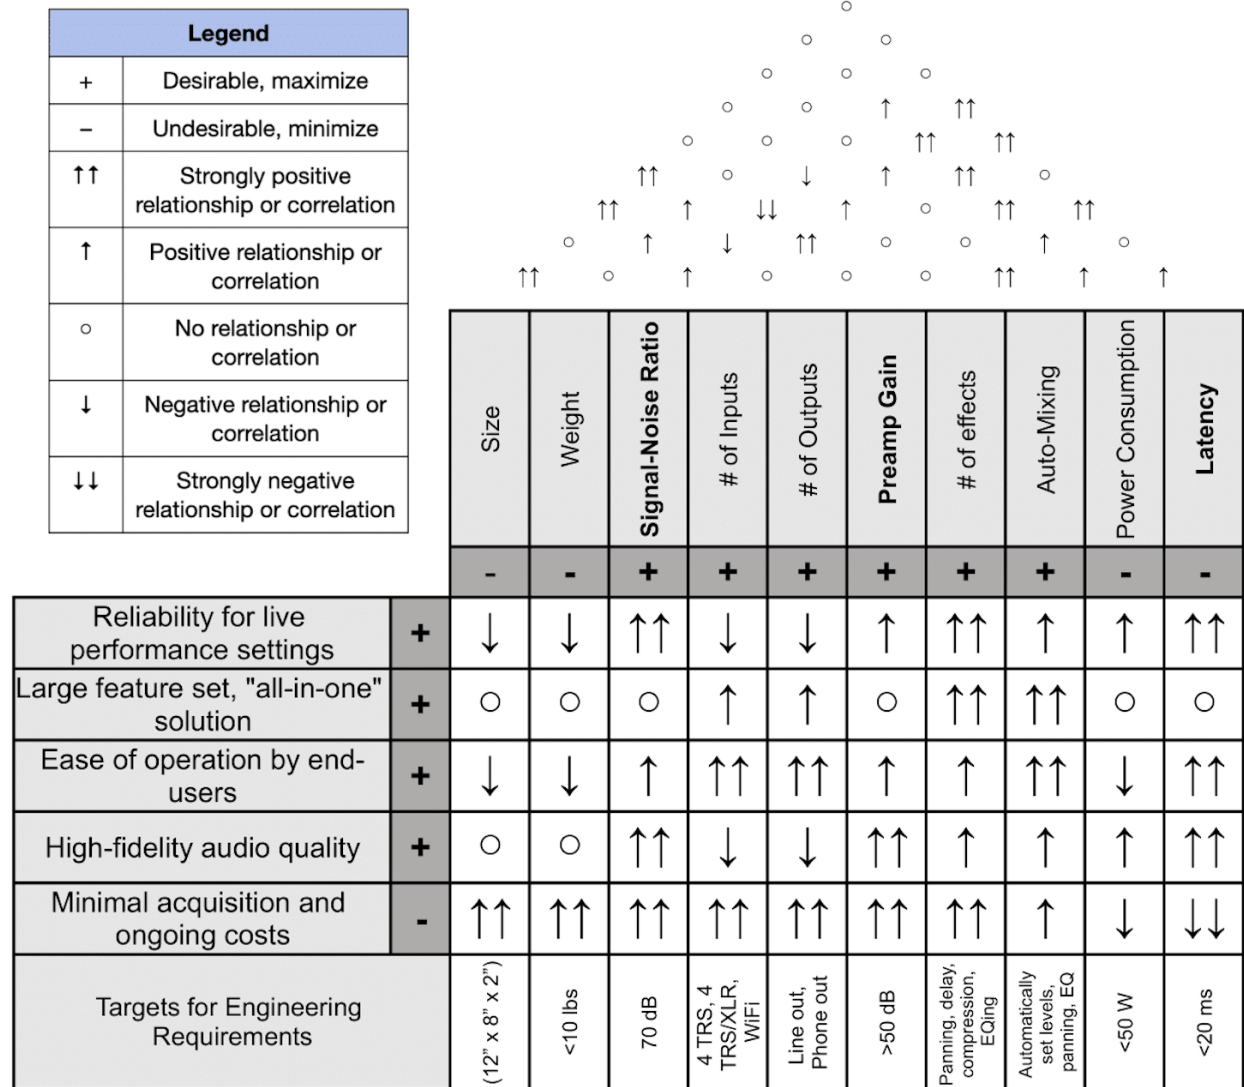 Legend
+ Desirable, maximize
– Undesirable, minimize
↑↑ Strongly positive
relationship or correlation
↑ Positive relationship or
correlation
○ No relationship or
correlation
↓ Negative relationship or
correlation
↓↓ Strongly negative
relationship or correlation
○
○ ○
○ ○ ○
○ ○ ↑ ↑↑
○ ○ ○ ↑↑ ↑↑
↑↑ ○ ↓ ↑ ↑↑ ○
↑↑ ↑ ↓↓ ↑ ○ ↑↑ ↑↑
○ ↑ ↓ ↑↑ ○ ○ ↑ ○
↑↑ ○ ↑ ○ ○ ○ ↑↑ ↑ ↑
Size
Weight
Signal-Noise Ratio
# of Inputs
# of Outputs
Preamp Gain
# of effects
Auto-Mixing
Power Consumption
Latency
- - + + + + + + - -
Reliability for live
performance settings
+ ↓ ↓ ↑↑ ↓ ↓ ↑ ↑↑ ↑ ↑ ↑↑
Large feature set, "all-in-one"
solution
+ ○ ○ ○ ↑ ↑ ○ ↑↑ ↑↑ ○ ○
Ease of operation by end-
users
+ ↓ ↓ ↑ ↑↑ ↑↑ ↑ ↑ ↑↑ ↓ ↑↑
High-fidelity audio quality + ○ ○ ↑↑ ↓ ↓ ↑↑ ↑ ↑ ↑ ↑↑
Minimal acquisition and
ongoing costs
- ↑↑ ↑↑ ↑↑ ↑↑ ↑↑ ↑↑ ↑↑ ↑ ↓ ↓↓
Targets for Engineering
Requirements
(12” x 8” x 2”)
<10 lbs
70 dB
4 TRS, 4
TRS/XLR,
WiFi
Line out,
Phone out
>50 dB
Panning, delay,
compression,
EQing
Automatically
set levels,
panning, EQ
<50 W
<20 ms